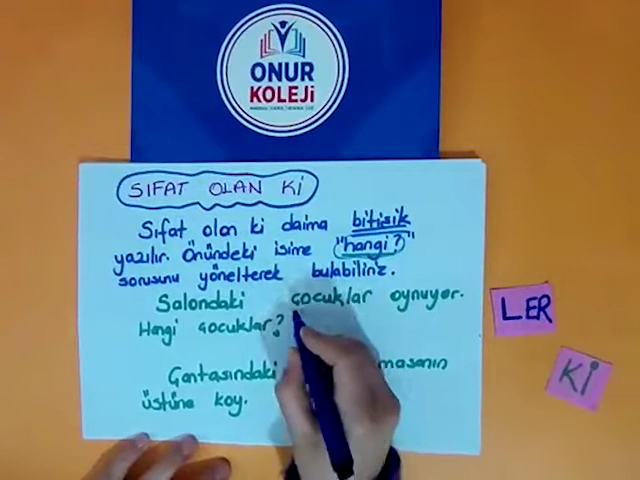 ONUR
KOLEJİ
SIFAT OLAN Kİ
Sıfat olan ki daima bitişik
yazılır. Önündeki isime "hangi?"
sorusunu yönelterek bulabiliriz.
Salondaki çocuklar oynuyor.
Hangi çocuklar?
Çantasındaki masanın
üstüne koy.
LER
Kİ